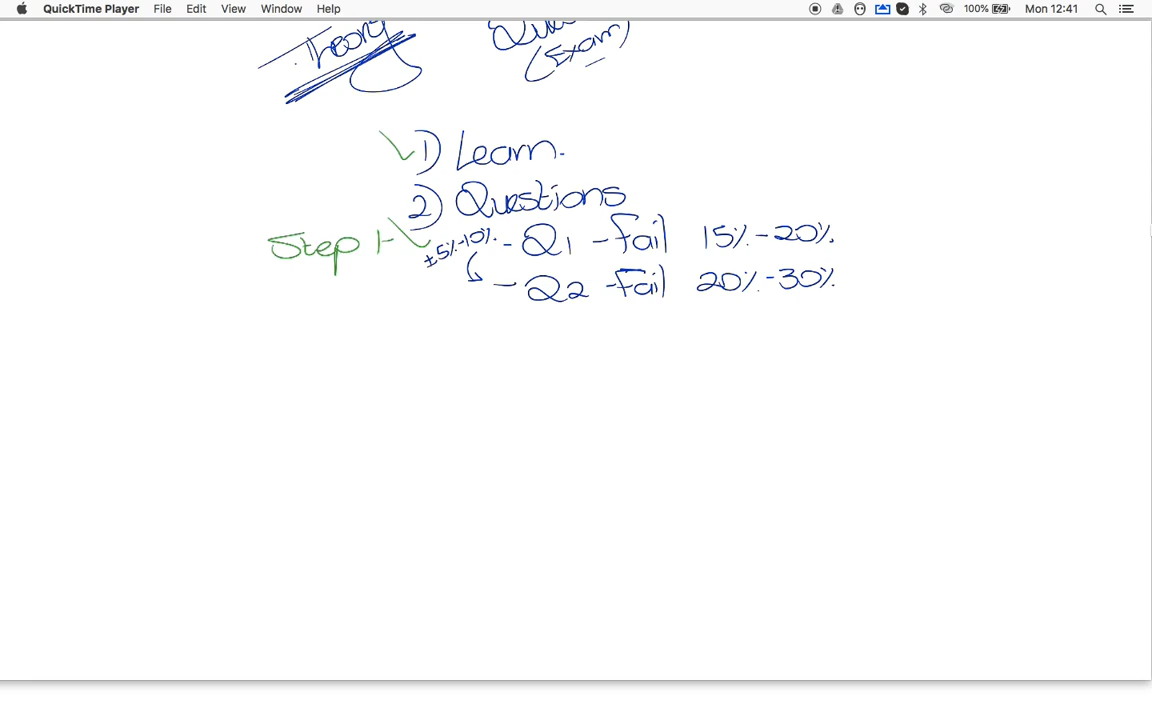 QuickTime Player File Edit View Window Help 100% Mon 12:41
Theory
(Exam)
1) Learn.
2) Questions
Step 1-
±5%-10%. - Q1 - Fail 15% - 20%.
- Q2 - Fail 20% - 30%.